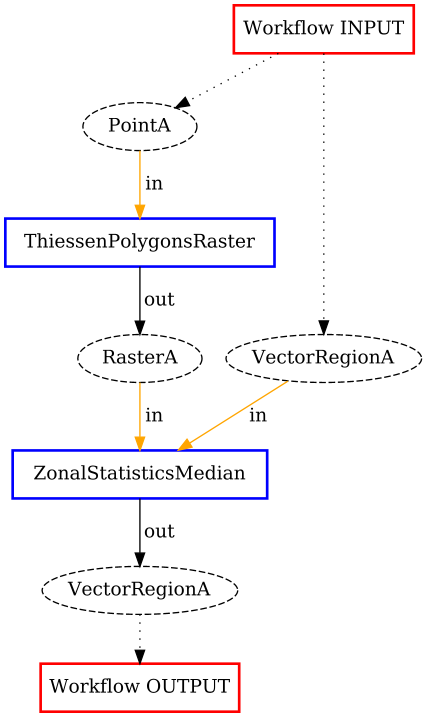 Workflow INPUT
PointA
in
ThiessenPolygonsRaster
out
RasterA
VectorRegionA
in
in
ZonalStatisticsMedian
out
VectorRegionA
Workflow OUTPUT